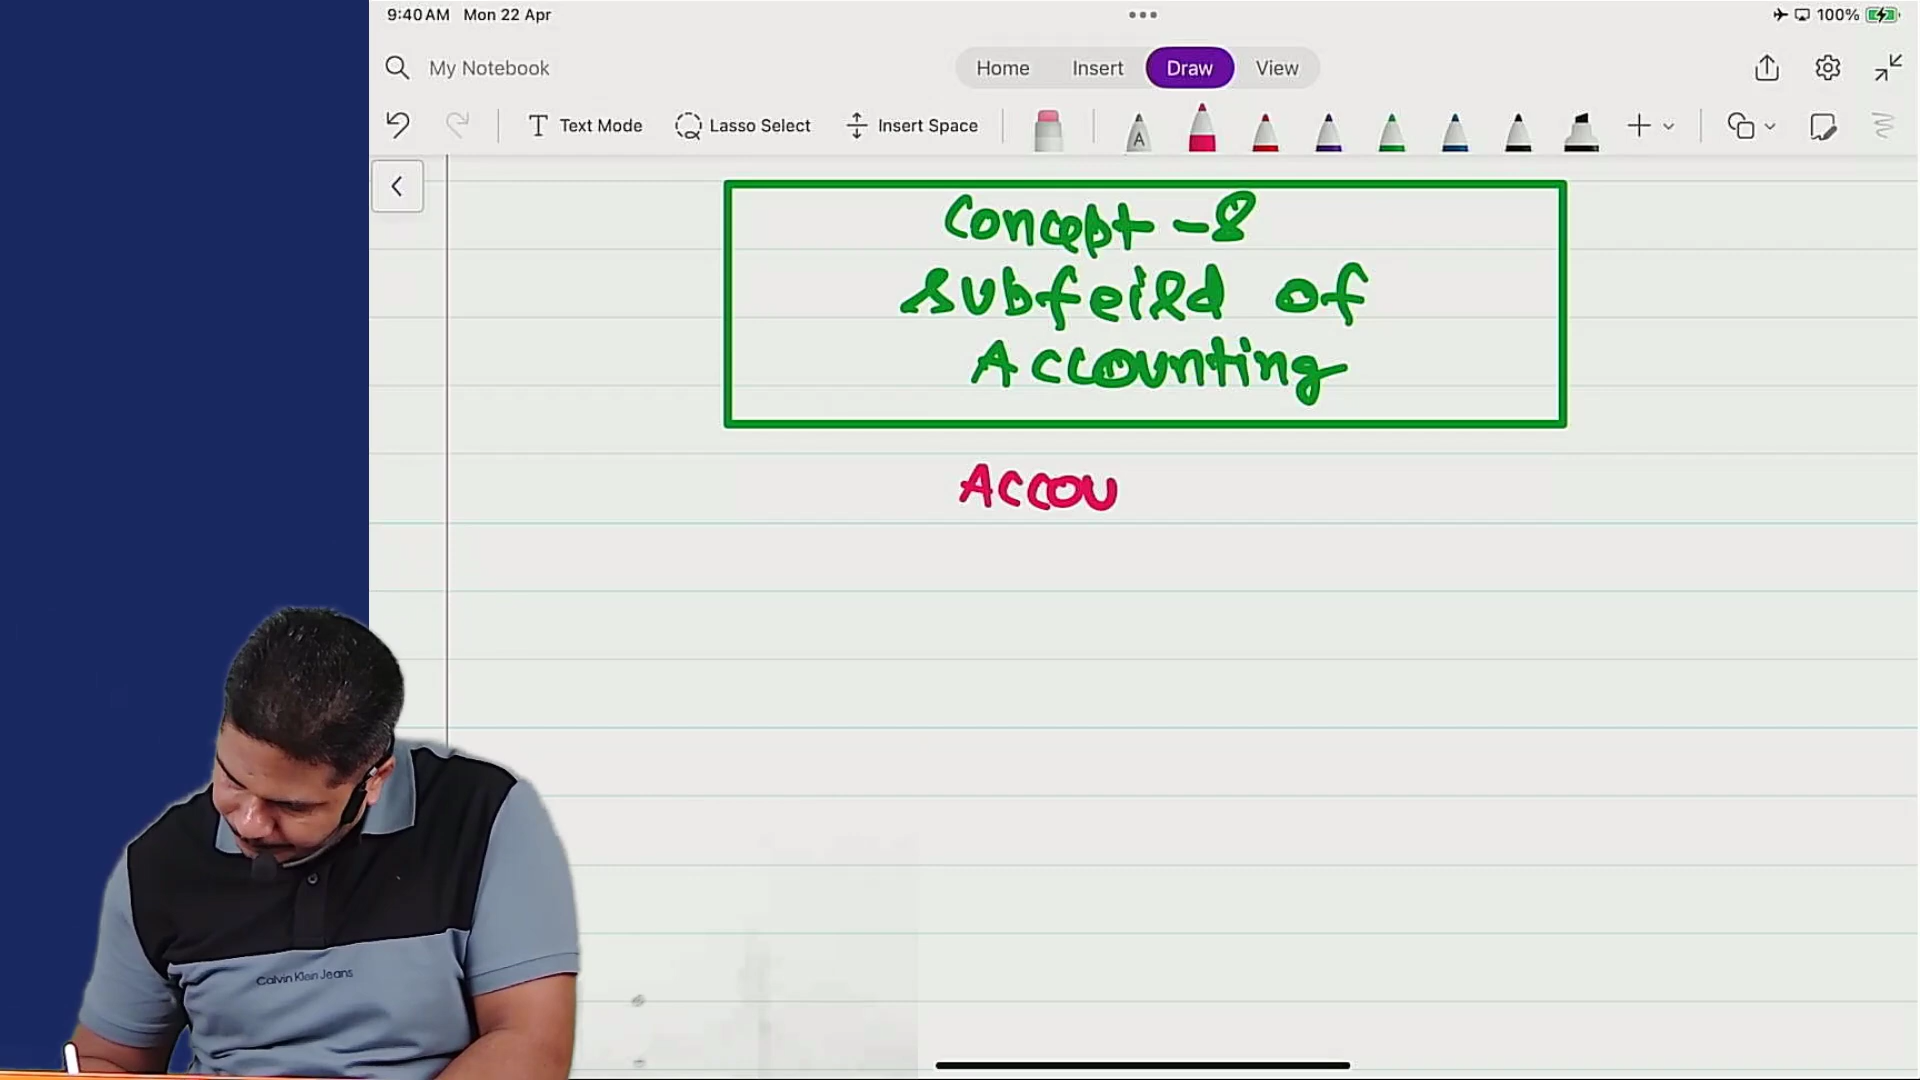 9:40 AM Mon 22 Apr
100%
My Notebook
Home Insert Draw View
Text Mode Lasso Select Insert Space
A
Concept - 8
Subfeild of
Accounting
Accou
Calvin Klein Jeans